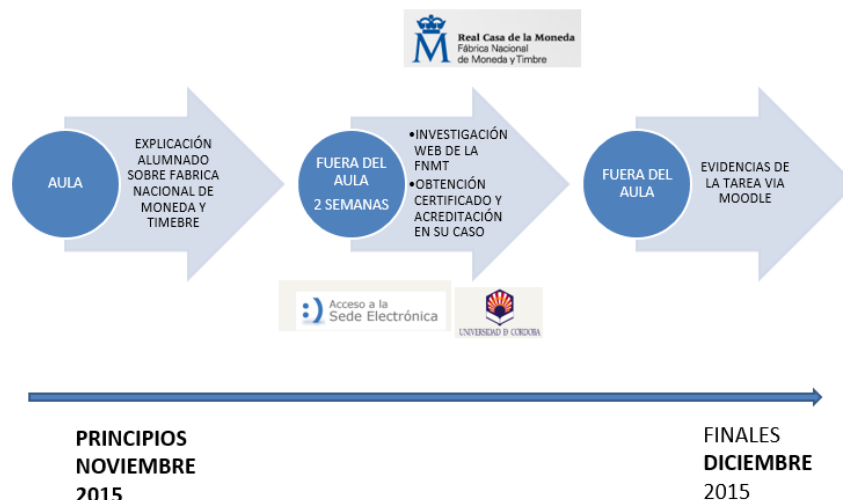 Real Casa de la Moneda
Fábrica Nacional
de Moneda y Timbre
AULA
EXPLICACIÓN
ALUMNADO
SOBRE FABRICA
NACIONAL DE
MONEDA Y
TIMEBRE
FUERA DEL
AULA
2 SEMANAS
•INVESTIGACIÓN
WEB DE LA
FNMT
•OBTENCIÓN
CERTIFICADO Y
ACREDITACIÓN
EN SU CASO
FUERA DEL
AULA
EVIDENCIAS DE
LA TAREA VIA
MOODLE
:) Acceso a la
Sede Electrónica
UNIVERSIDAD DE CORDOBA
PRINCIPIOS
NOVIEMBRE
2015
FINALES
DICIEMBRE
2015